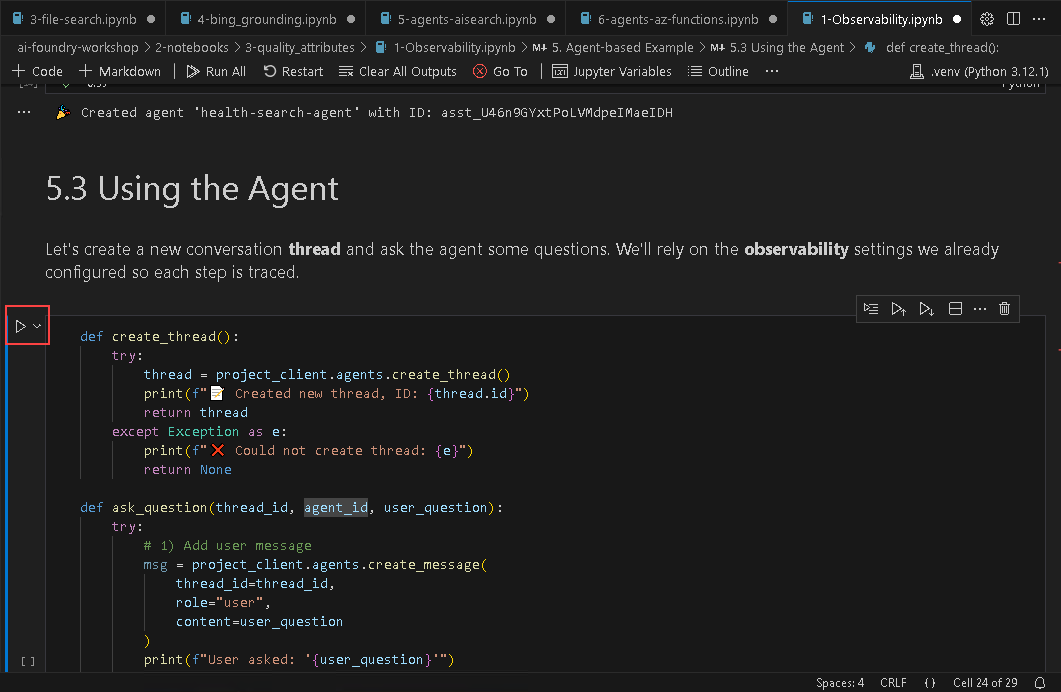 3-file-search.ipynb 4-bing_grounding.ipynb 5-agents-aisearch.ipynb 6-agents-az-functions.ipynb 1-Observability.ipynb
ai-foundry-workshop > 2-notebooks > 3-quality_attributes > 1-Observability.ipynb > M↓ 5. Agent-based Example > M↓ 5.3 Using the Agent > def create_thread():
+ Code + Markdown Run All Restart Clear All Outputs Go To Jupyter Variables Outline ... .venv (Python 3.12.1)
Python
... 🎉 Created agent 'health-search-agent' with ID: asst_U46n9GYxtPoLVMdpeIMaeIDH
5.3 Using the Agent
Let's create a new conversation thread and ask the agent some questions. We'll rely on the observability settings we already
configured so each step is traced.
def create_thread():
try:
thread = project_client.agents.create_thread()
print(f"📝 Created new thread, ID: {thread.id}")
return thread
except Exception as e:
print(f"❌ Could not create thread: {e}")
return None
def ask_question(thread_id, agent_id, user_question):
try:
# 1) Add user message
msg = project_client.agents.create_message(
thread_id=thread_id,
role="user",
content=user_question
)
[ ] print(f"User asked: '{user_question}'")
Spaces: 4 CRLF {} Cell 24 of 29